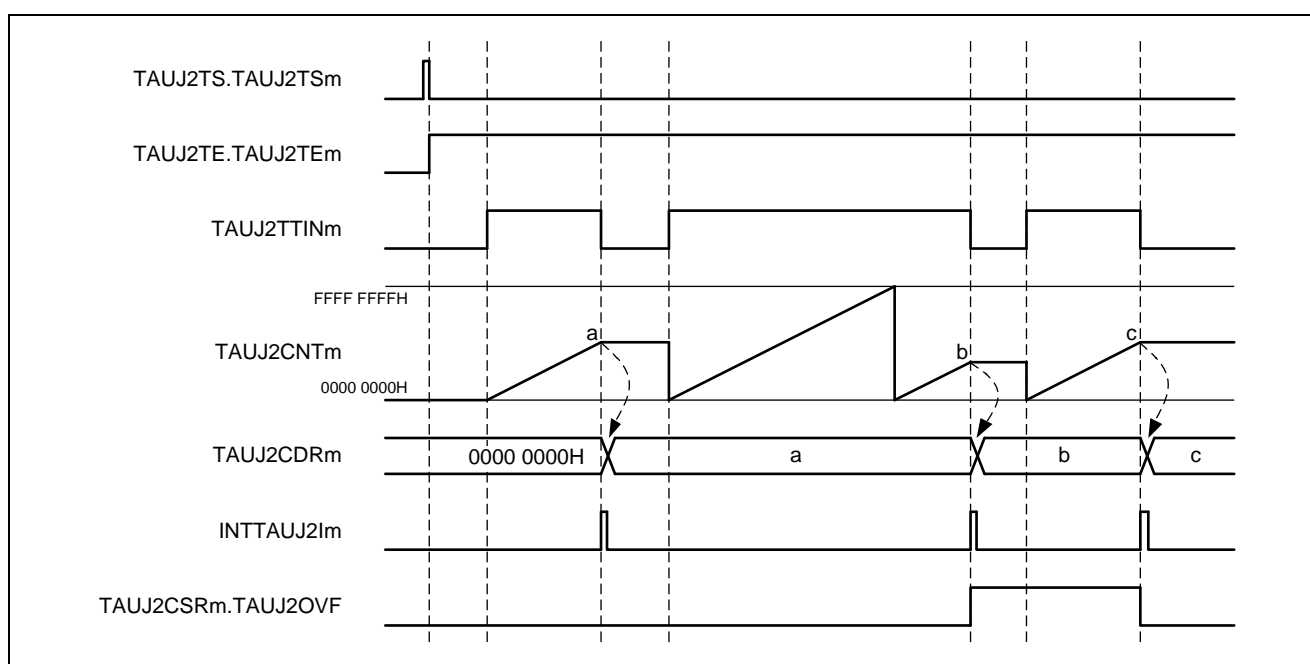 TAUJ2TS.TAUJ2TSm
TAUJ2TE.TAUJ2TEm
TAUJ2TTINm
FFFF FFFFH
TAUJ2CNTm
a
b
c
0000 0000H
TAUJ2CDRm
0000 0000H
a
b
c
INTTAUJ2Im
TAUJ2CSRm.TAUJ2OVF